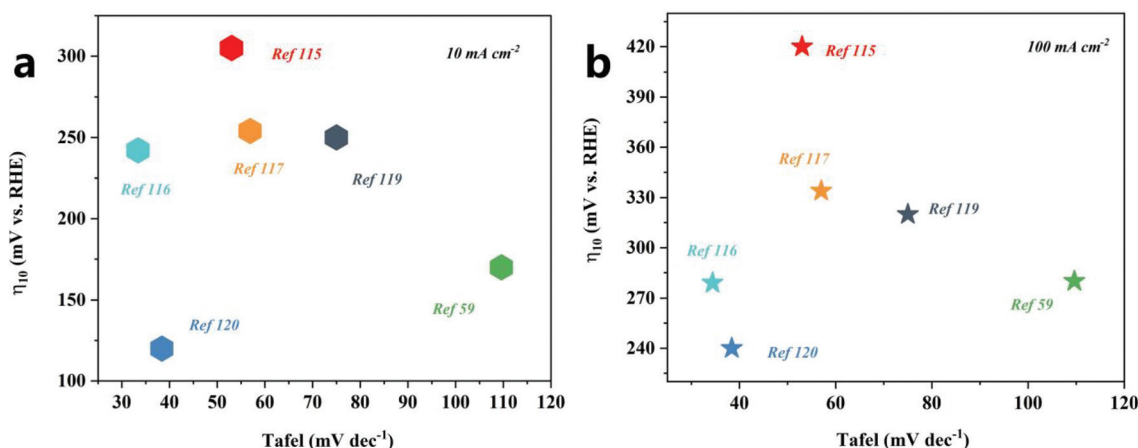 a
10 mA cm⁻²
Ref 115
Ref 116
Ref 117
Ref 119
Ref 59
Ref 120
η₁₀ (mV vs. RHE)
300
250
200
150
100
30 40 50 60 70 80 90 100 110 120
Tafel (mV dec⁻¹)
b
100 mA cm⁻²
Ref 115
Ref 117
Ref 119
Ref 116
Ref 59
Ref 120
η₁₀ (mV vs. RHE)
420
390
360
330
300
270
240
40 60 80 100 120
Tafel (mV dec⁻¹)